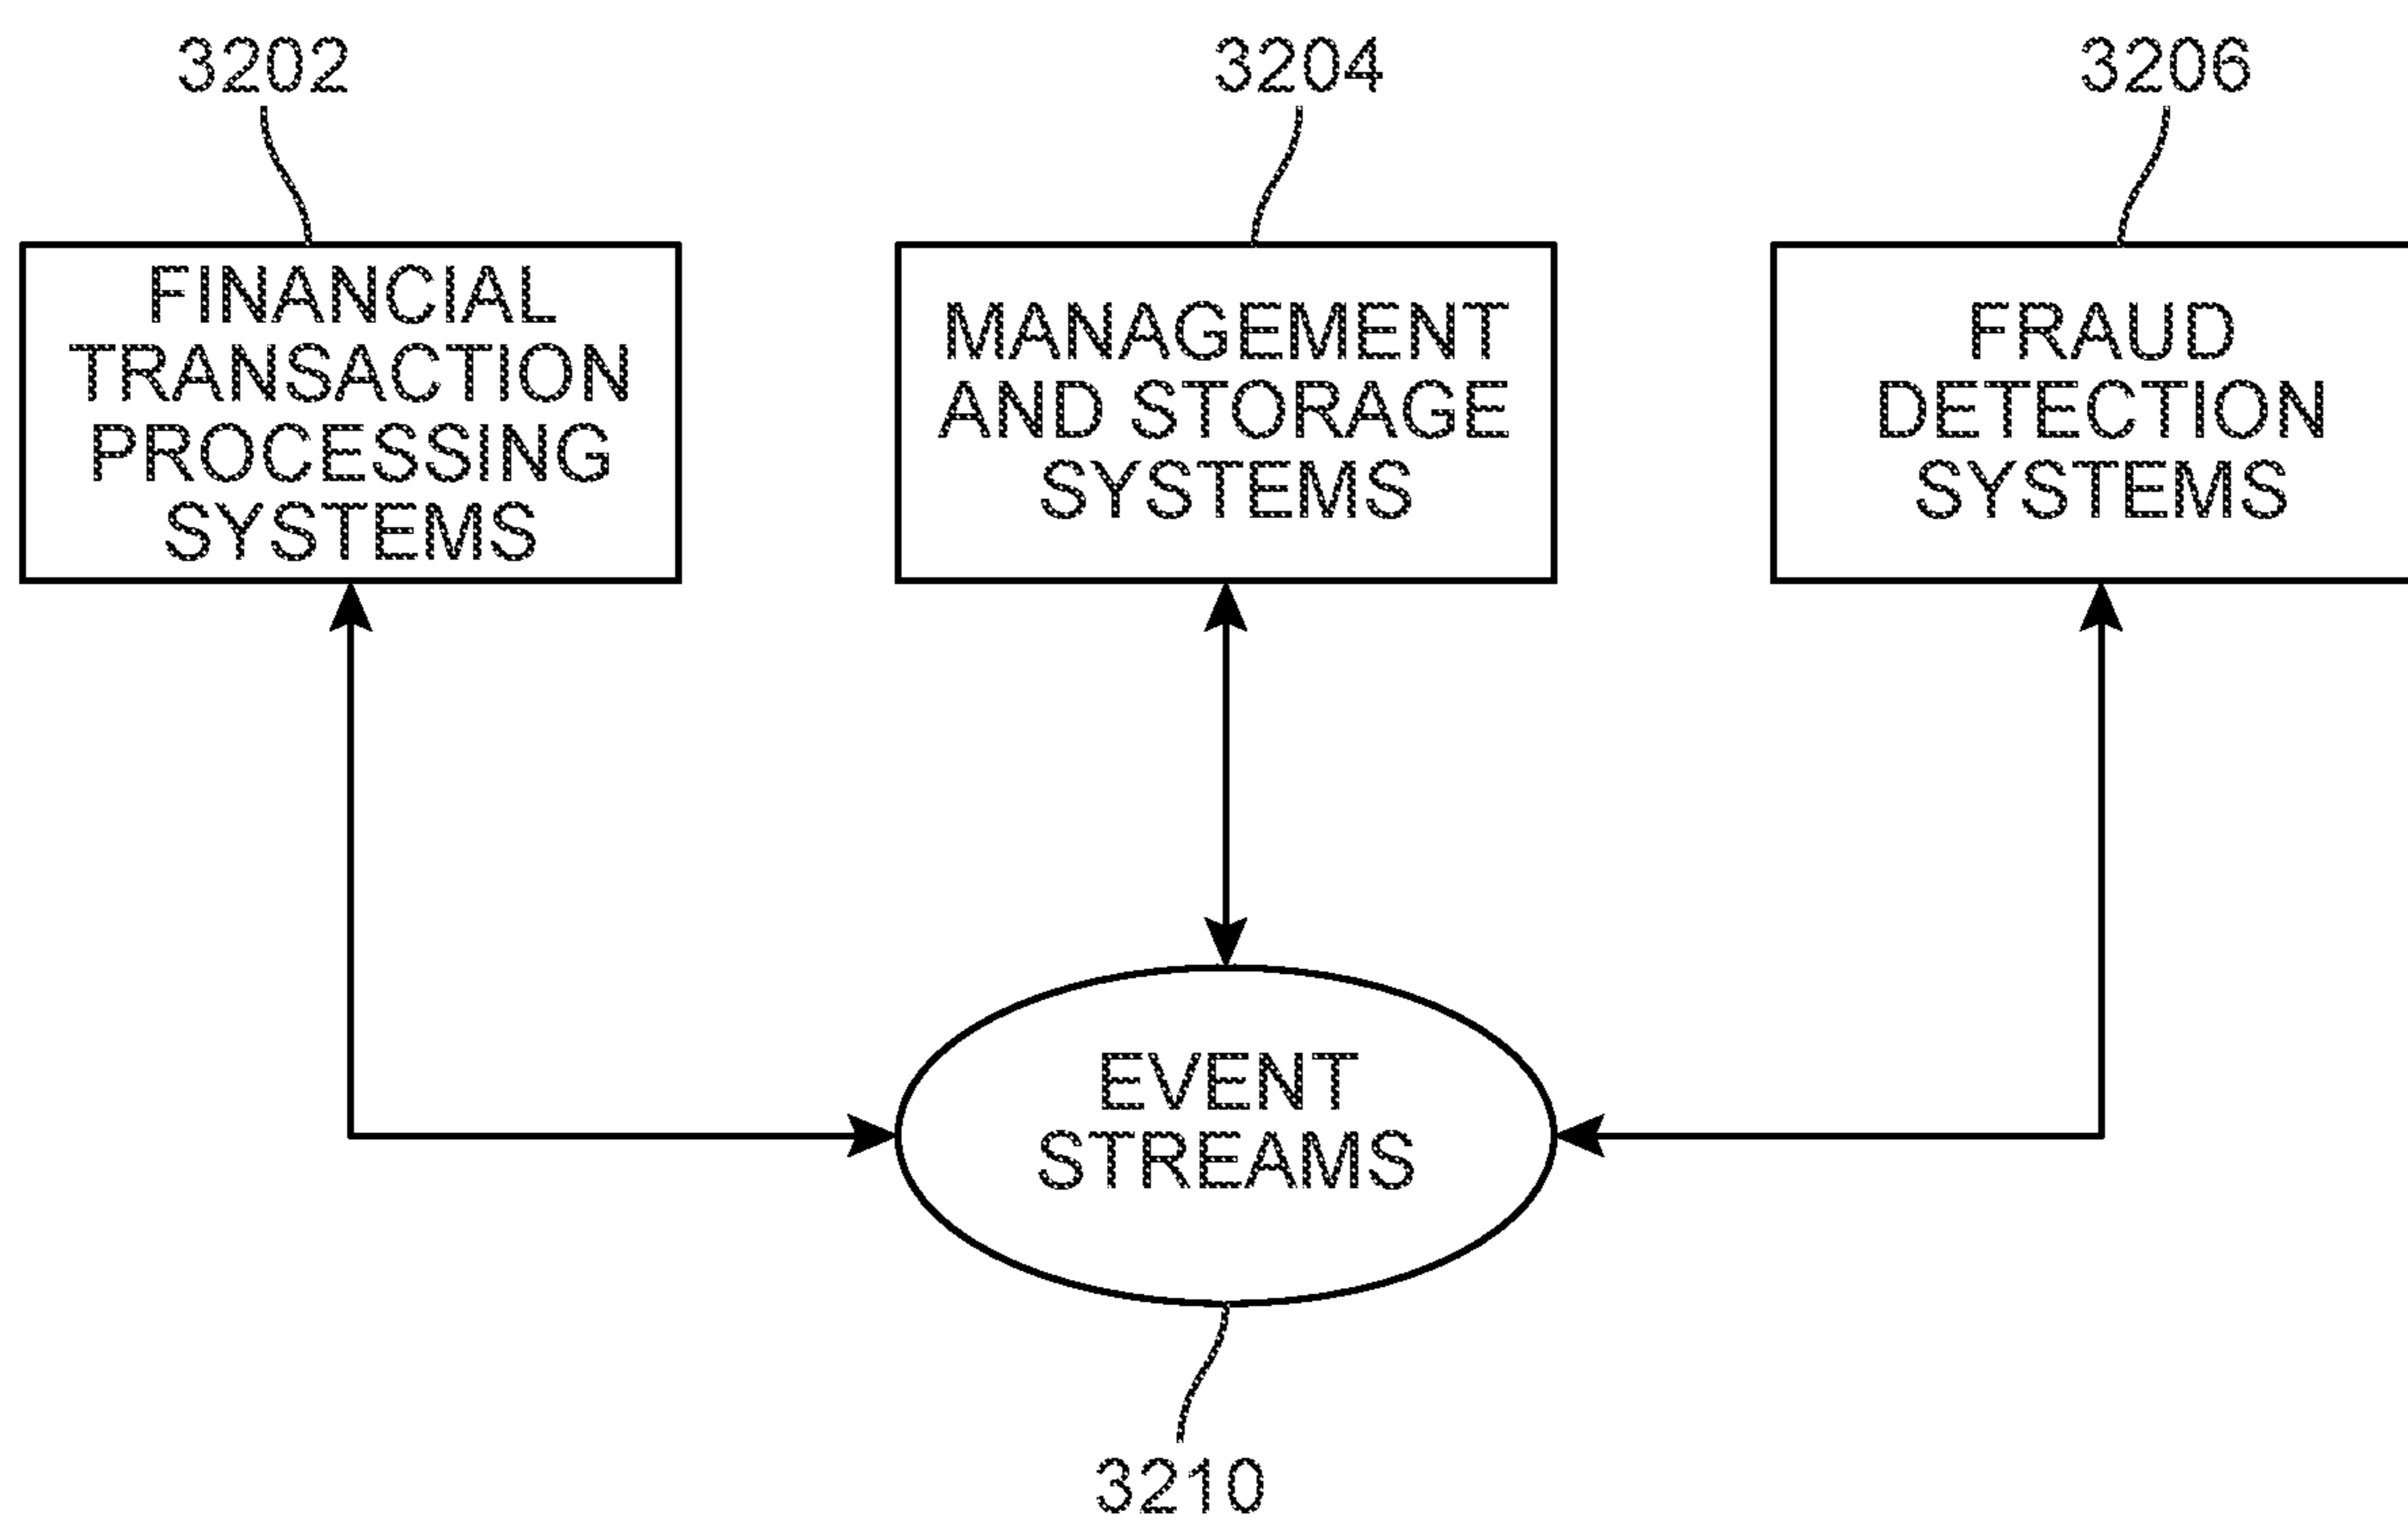 3202
3204
3206
FINANCIAL
TRANSACTION
PROCESSING
SYSTEMS
MANAGEMENT
AND STORAGE
SYSTEMS
FRAUD
DETECTION
SYSTEMS
EVENT
STREAMS
3210